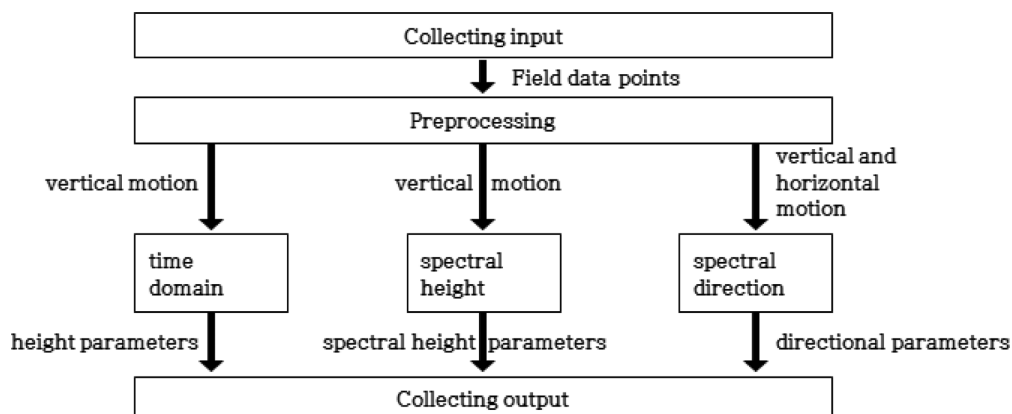 Collecting input
Field data points
Preprocessing
vertical motion
vertical motion
vertical and
horizontal
motion
time
domain
spectral
height
spectral
direction
height parameters
spectral height parameters
directional parameters
Collecting output